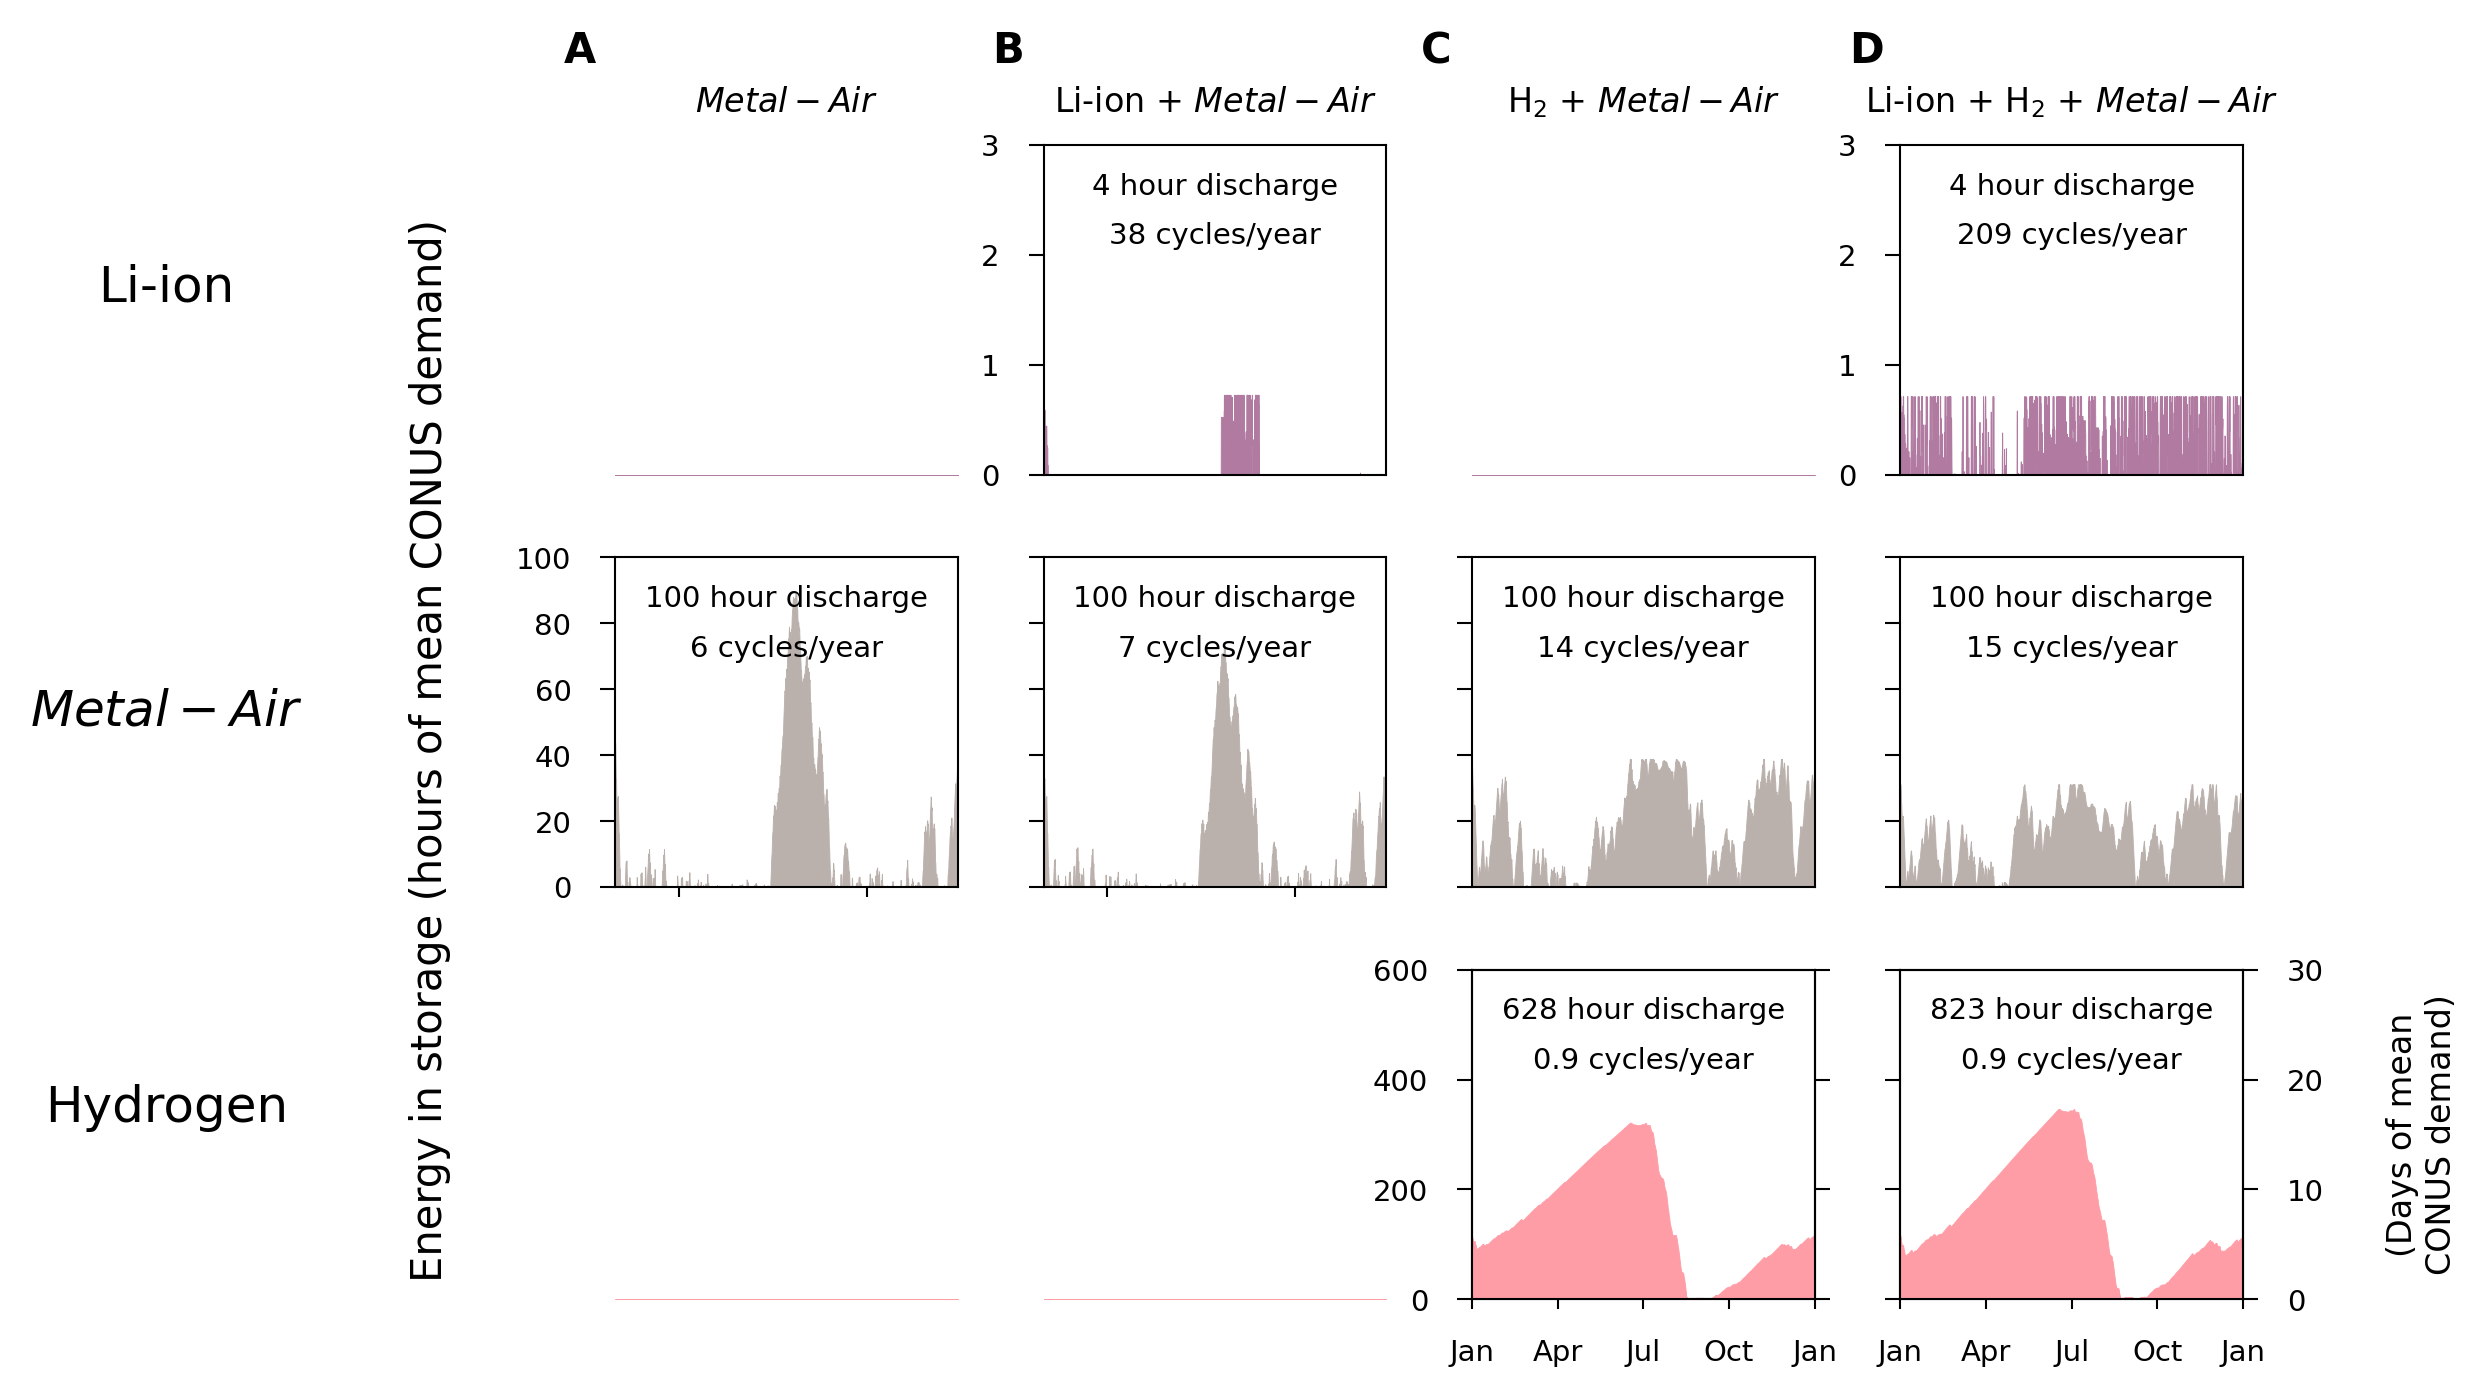 A
B
C
D
Metal − Air
Li-ion + Metal − Air
H₂ + Metal − Air
Li-ion + H₂ + Metal − Air
Li-ion
Metal − Air
Hydrogen
Energy in storage (hours of mean CONUS demand)
3
2
1
0
4 hour discharge
38 cycles/year
3
2
1
0
4 hour discharge
209 cycles/year
100
80
60
40
20
0
100 hour discharge
6 cycles/year
100 hour discharge
7 cycles/year
100 hour discharge
14 cycles/year
100 hour discharge
15 cycles/year
600
400
200
0
628 hour discharge
0.9 cycles/year
Jan Apr Jul Oct Jan
823 hour discharge
0.9 cycles/year
Jan Apr Jul Oct Jan
30
20
10
0
(Days of mean
CONUS demand)